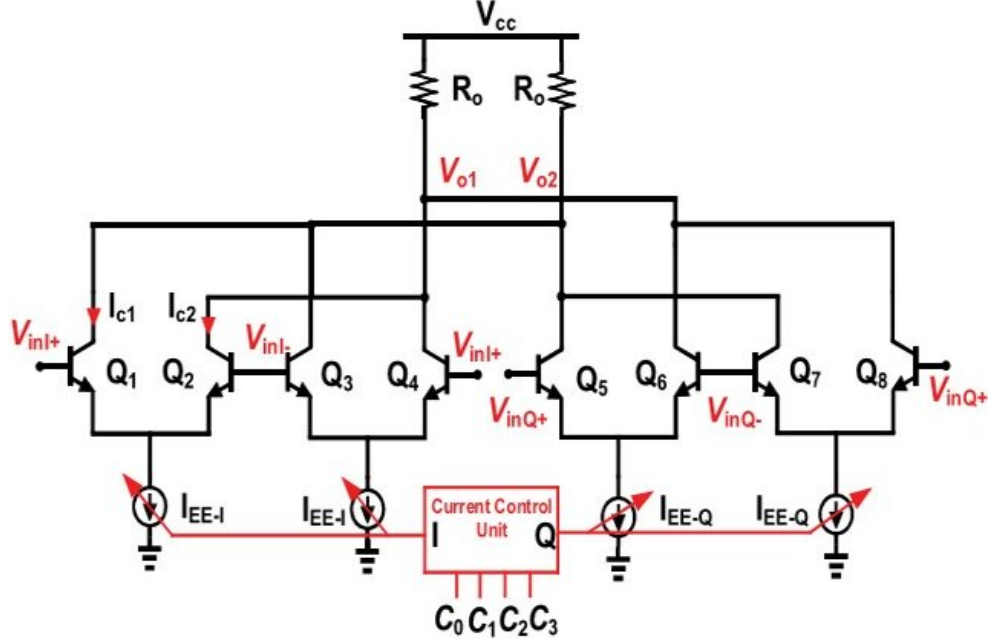 Vcc
Ro Ro
Vo1 Vo2
Ic1 Ic2
VinI+ VinI- VinI+ VinQ+ VinQ- VinQ+
Q1 Q2 Q3 Q4 Q5 Q6 Q7 Q8
IEE-I IEE-I IEE-Q IEE-Q
Current Control
Unit
I Q
C0 C1 C2 C3